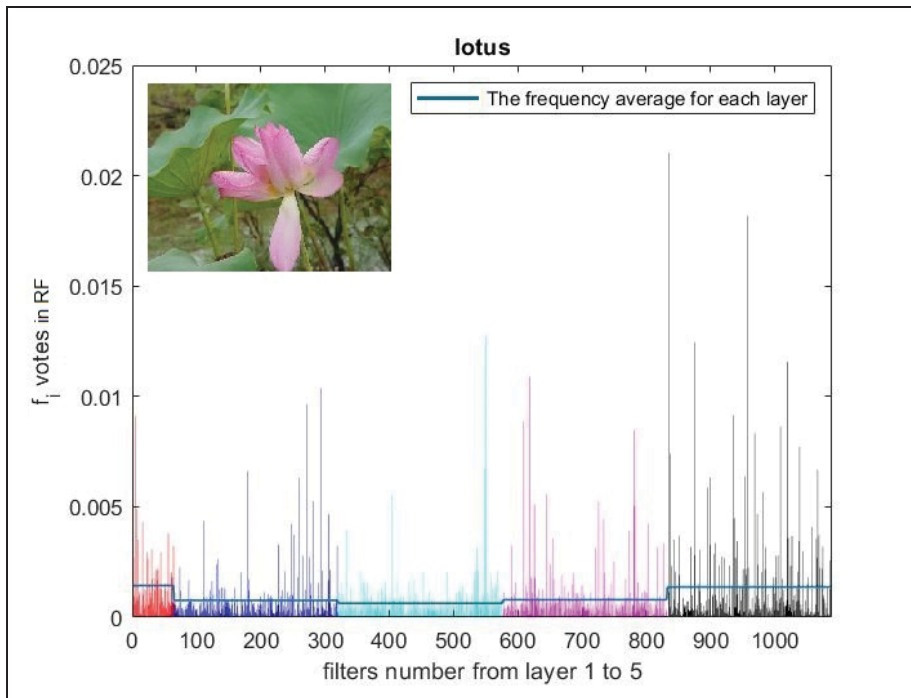 lotus
The frequency average for each layer
0.025
0.02
0.015
0.01
0.005
0
f_i votes in RF
0 100 200 300 400 500 600 700 800 900 1000
filters number from layer 1 to 5